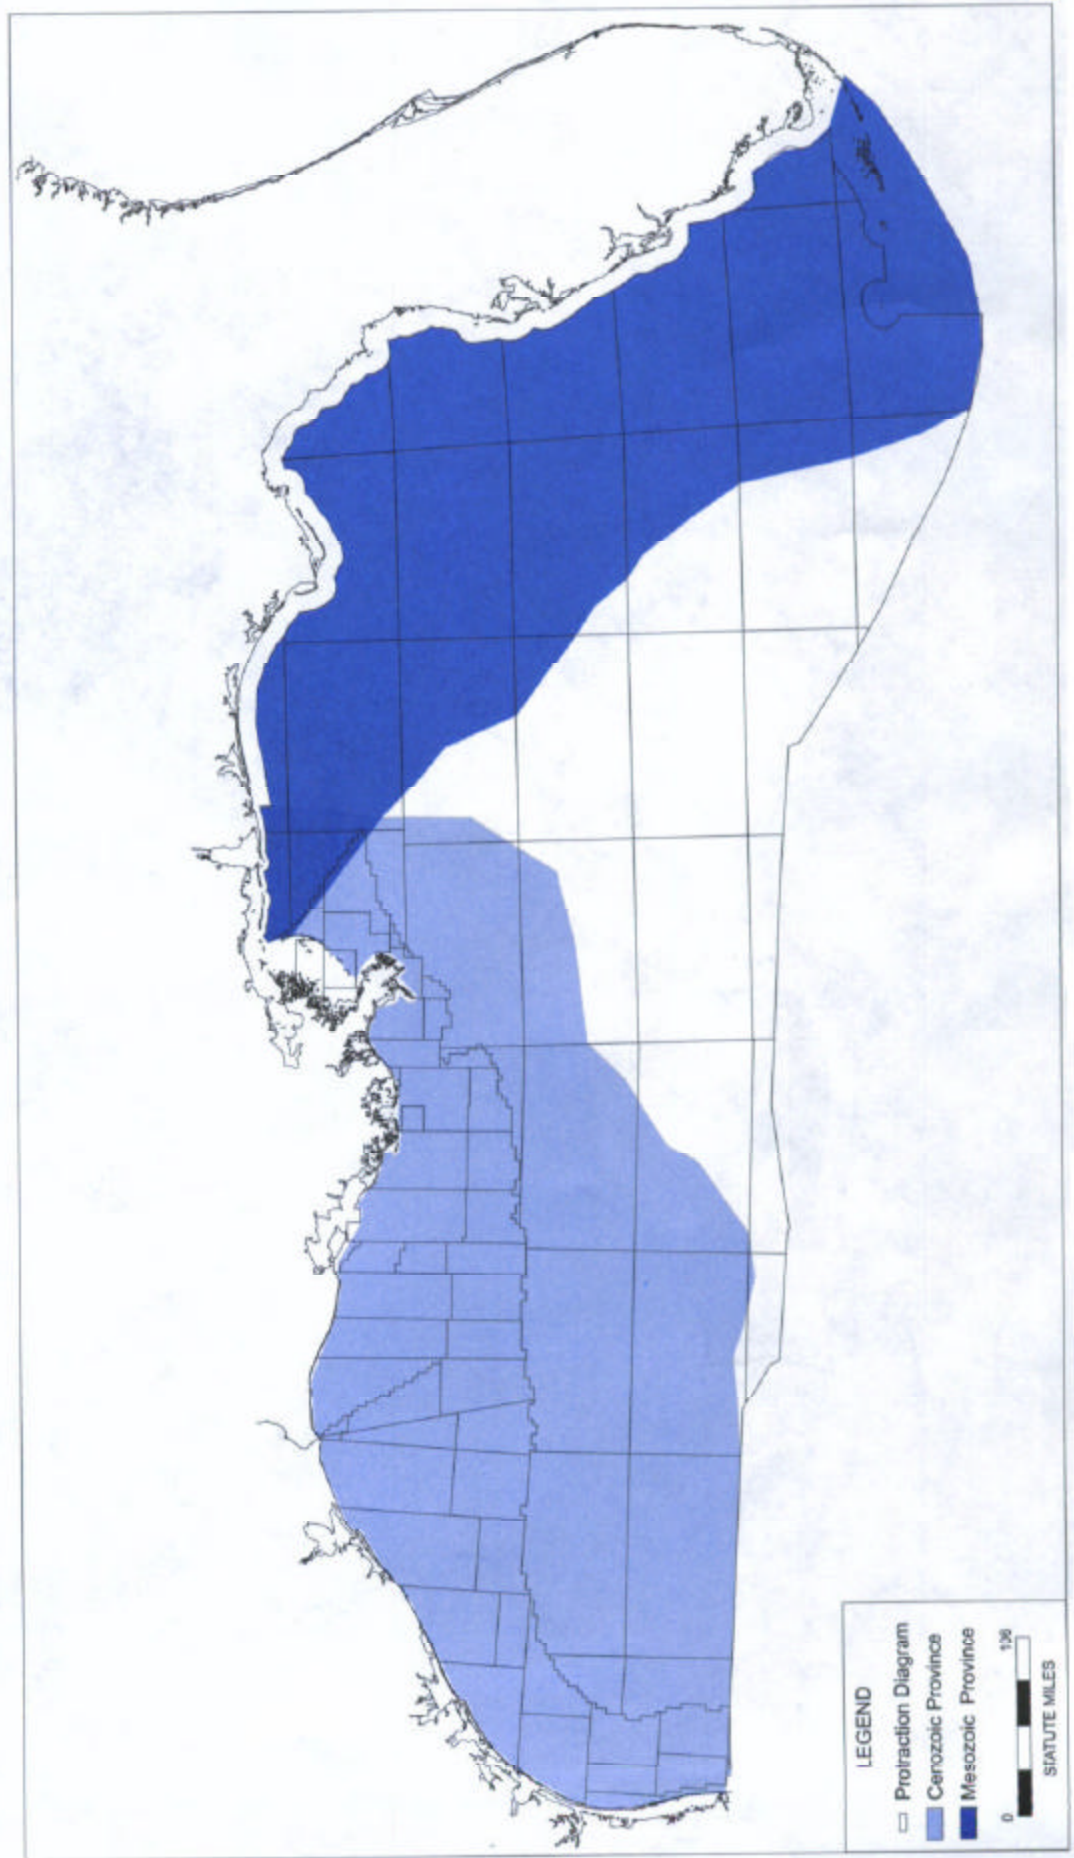 LEGEND
Protraction Diagram
Cenozoic Province
Mesozoic Province
0 106
STATUTE MILES